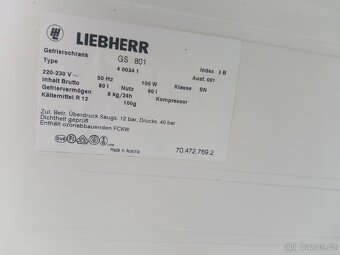 LIEBHERR
Gefrierschrank GS 801 Index 3 B
Type 4 0034 1 Ausf. 001
220-230 V~ 50 Hz 100 W Klasse SN
Inhalt Brutto 80 l Nutz 60 l
Gefriervermögen 8 kg/24h Kompressor
Kältemittel R 12 100g
Zul. Betr. Überdruck Saugs. 12 bar, Drucks. 40 bar
Dichtheit geprüft
Enthält ozonabbauenden FCKW
Made in Austria
70.472.769.2